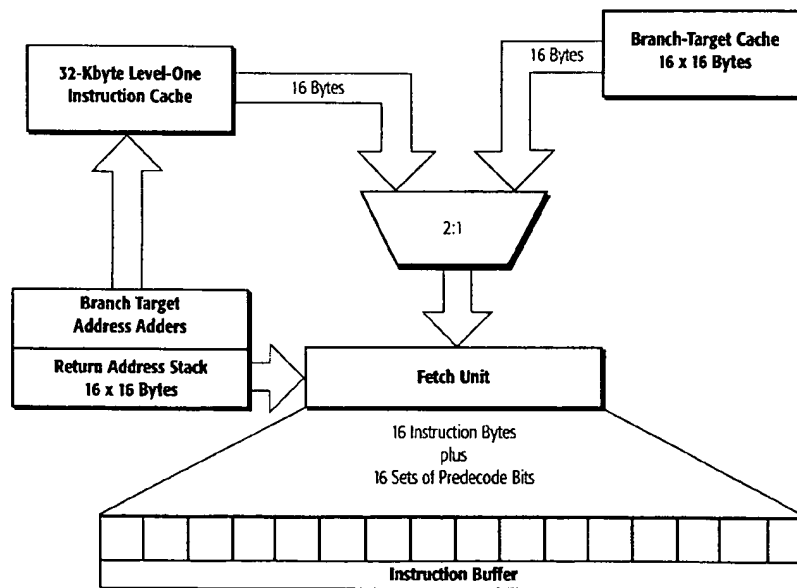 32-Kbyte Level-One
Instruction Cache
16 Bytes
16 Bytes
Branch-Target Cache
16 x 16 Bytes
2:1
Branch Target
Address Adders
Return Address Stack
16 x 16 Bytes
Fetch Unit
16 Instruction Bytes
plus
16 Sets of Predecode Bits
Instruction Buffer